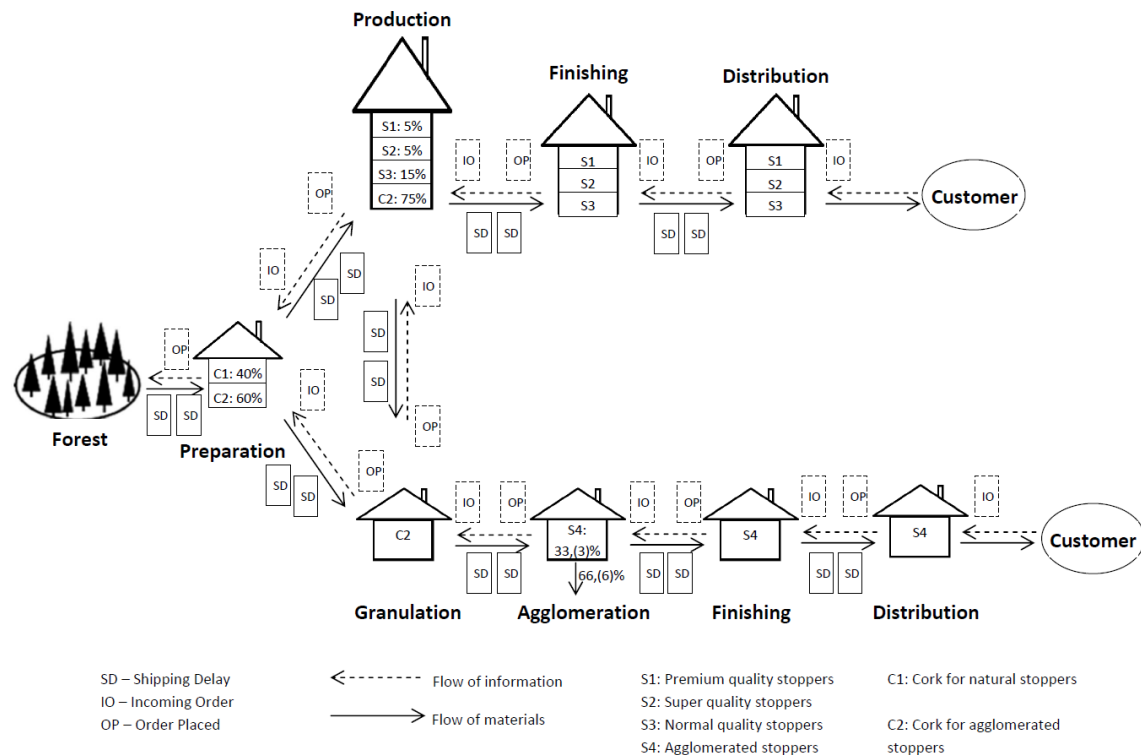 Production
Finishing
Distribution
S1: 5%
S2: 5%
S3: 15%
C2: 75%
IO
OP
S1
S2
S3
IO
OP
S1
S2
S3
IO
Customer
SD
SD
SD
SD
OP
IO
SD
SD
IO
SD
SD
OP
OP
C1: 40%
C2: 60%
SD
SD
Forest
Preparation
IO
SD
SD
OP
C2
IO
OP
S4:
33,(3)%
66,(6)%
IO
OP
S4
IO
OP
S4
IO
Customer
SD
SD
SD
SD
SD
SD
Granulation
Agglomeration
Finishing
Distribution
SD – Shipping Delay
IO – Incoming Order
OP – Order Placed
Flow of information
Flow of materials
S1: Premium quality stoppers
S2: Super quality stoppers
S3: Normal quality stoppers
S4: Agglomerated stoppers
C1: Cork for natural stoppers
C2: Cork for agglomerated
stoppers